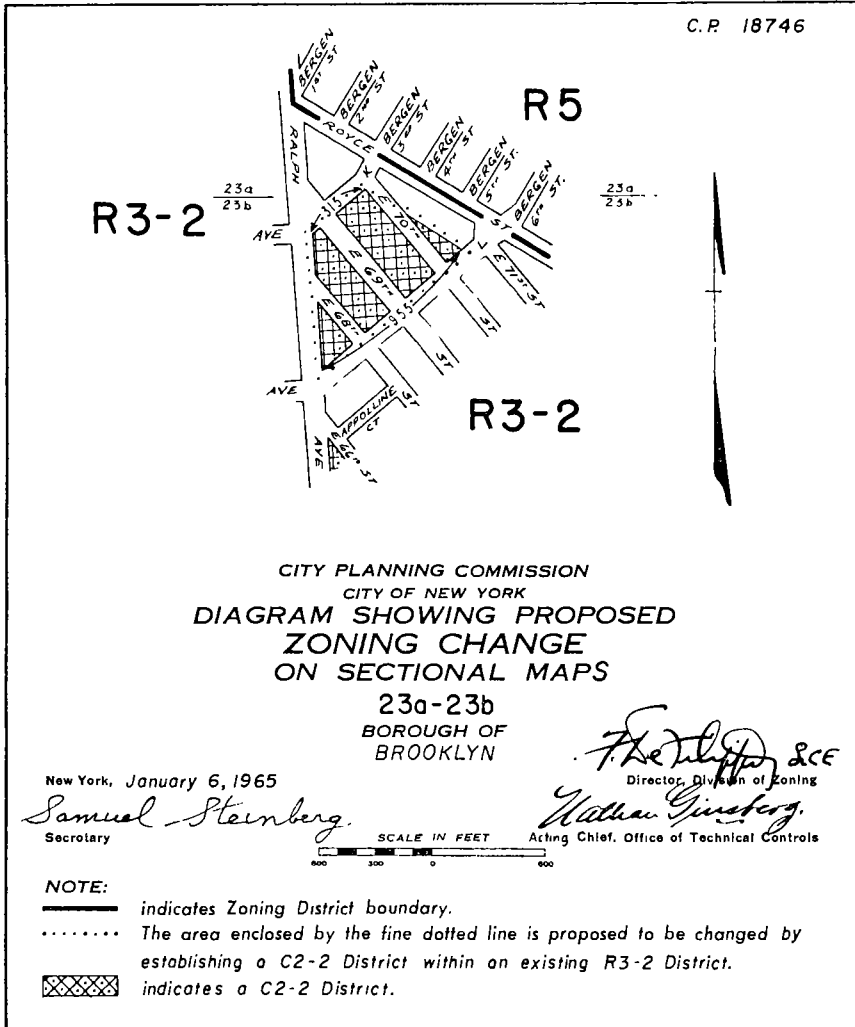 C.P. 18746
BERGEN
1ST ST
BERGEN
2ND ST
BERGEN
3RD ST
BERGEN
4TH ST
BERGEN
5TH ST.
BERGEN
6TH ST.
R5
ROYCE
ST
RALPH
23a
23b
23a
23b
R3-2
AVE
K
315
E 70TH
E 69TH
E 68TH
L
E 71ST ST
955
ST
ST
ST
AVE
APPOLLINE
CT
66TH ST
AVE
R3-2
CITY PLANNING COMMISSION
CITY OF NEW YORK
DIAGRAM SHOWING PROPOSED
ZONING CHANGE
ON SECTIONAL MAPS
23a-23b
BOROUGH OF
BROOKLYN
New York, January 6, 1965
Director, Division of Zoning
Samuel Steinberg.
Nathan Ginsberg.
Secretary
Acting Chief, Office of Technical Controls
SCALE IN FEET
600 300 0 600
NOTE:
indicates Zoning District boundary.
The area enclosed by the fine dotted line is proposed to be changed by
establishing a C2-2 District within an existing R3-2 District.
indicates a C2-2 District.